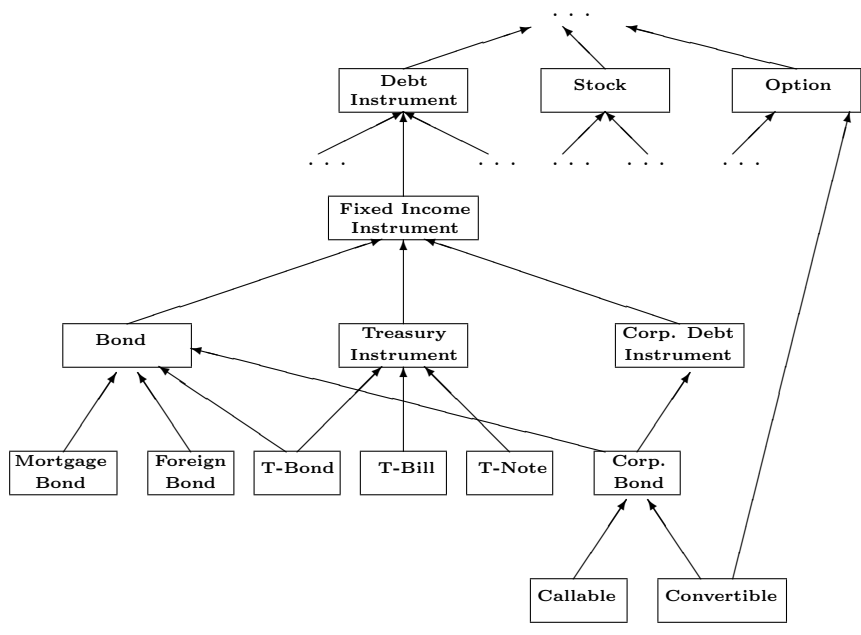 . . .
Debt
Instrument
Stock
Option
. . .
. . .
. . .
. . .
. . .
Fixed Income
Instrument
Bond
Treasury
Instrument
Corp. Debt
Instrument
Mortgage
Bond
Foreign
Bond
T-Bond
T-Bill
T-Note
Corp.
Bond
Callable
Convertible